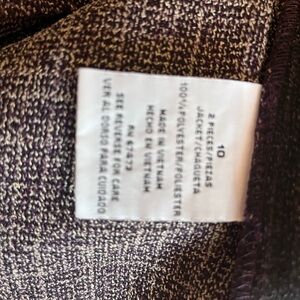 10
2 PIECES/PIEZAS
JACKET/CHAQUETA
100% POLYESTER/POLIESTER
MADE IN VIETNAM
HECHO EN VIETNAM
RN
SEE REVERSE FOR CARE
VER AL DORSO PARA CUIDADO